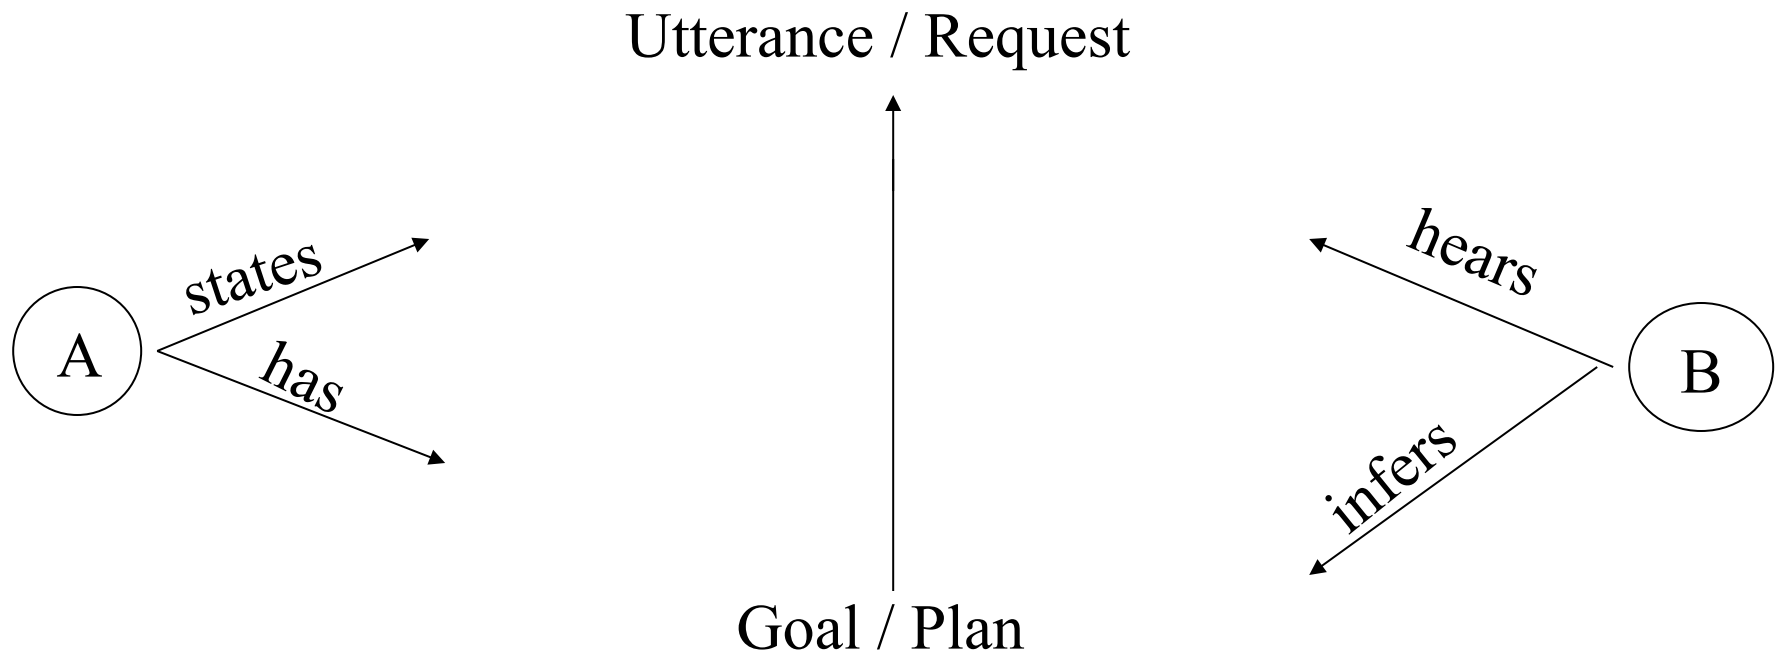 Utterance / Request
states
hears
A
has
B
infers
Goal / Plan